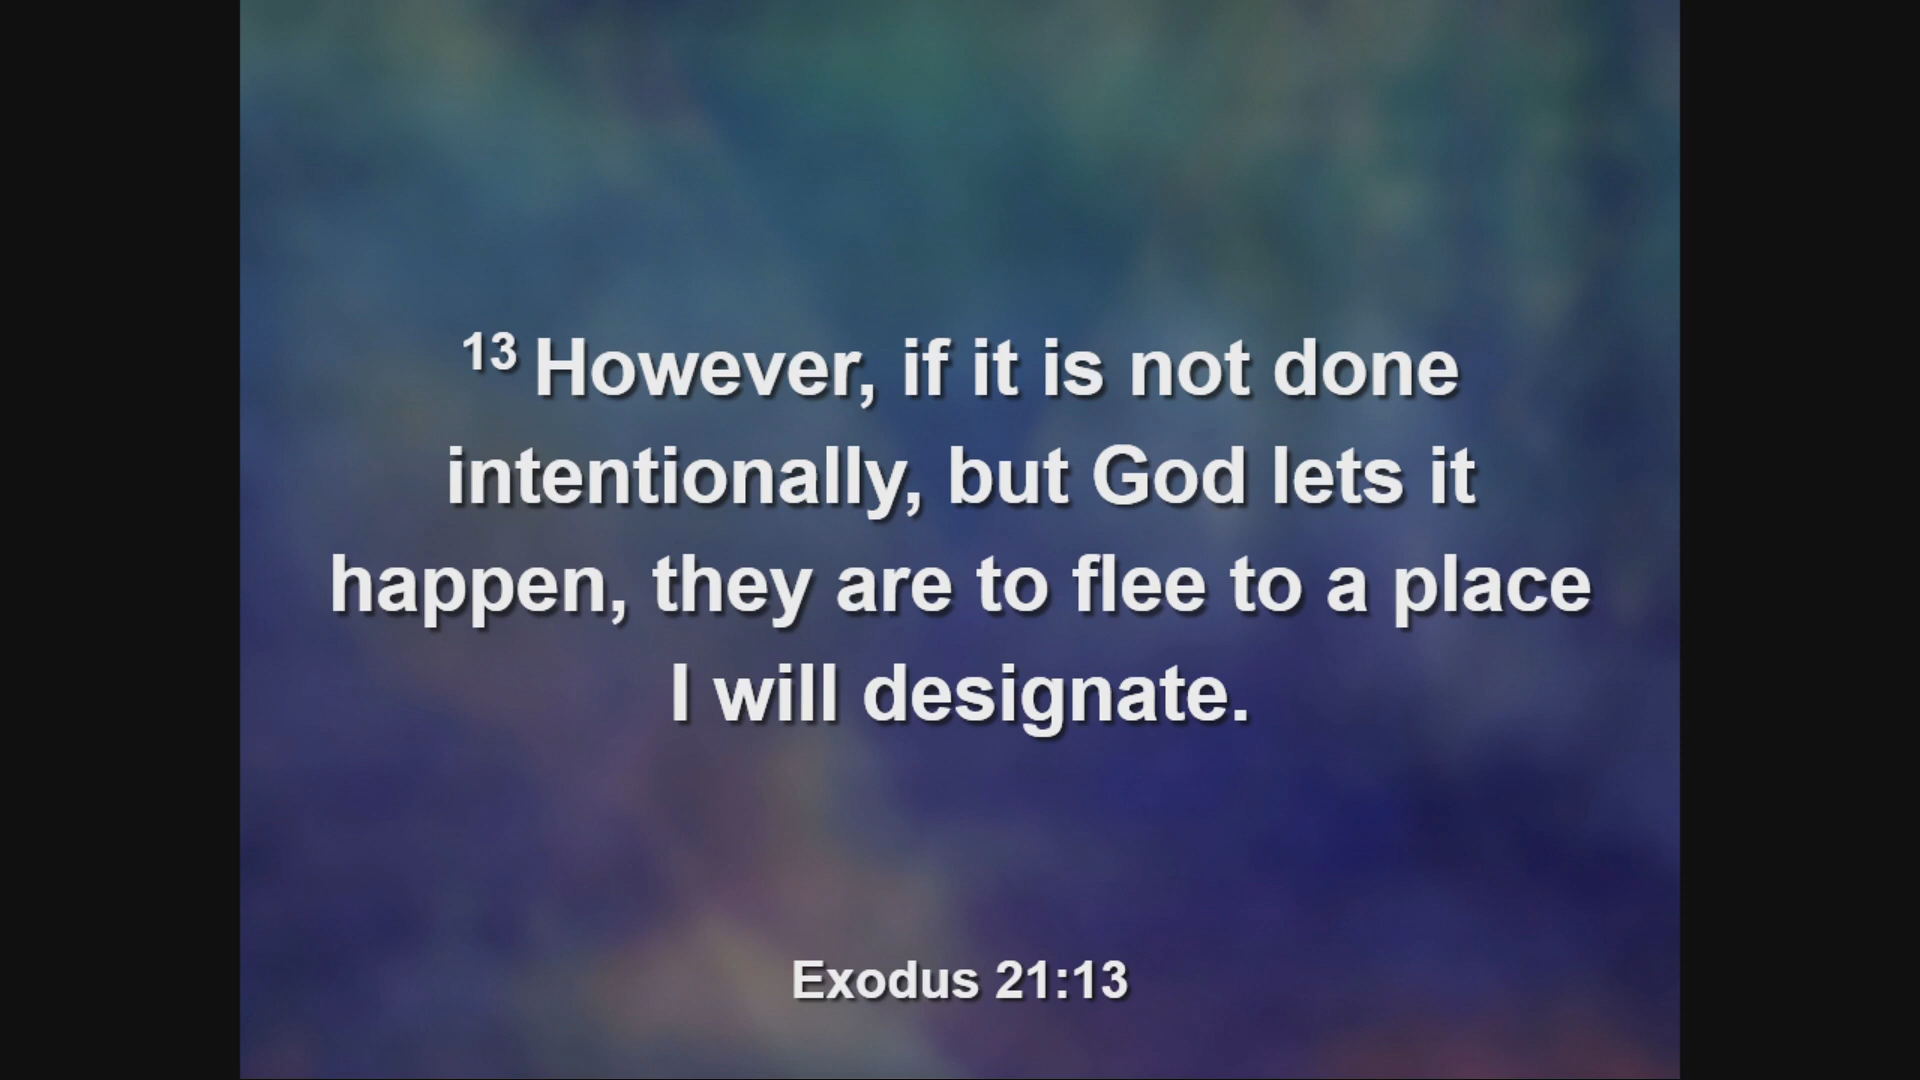 13 However, if it is not done
intentionally, but God lets it
happen, they are to flee to a place
I will designate.
Exodus 21:13